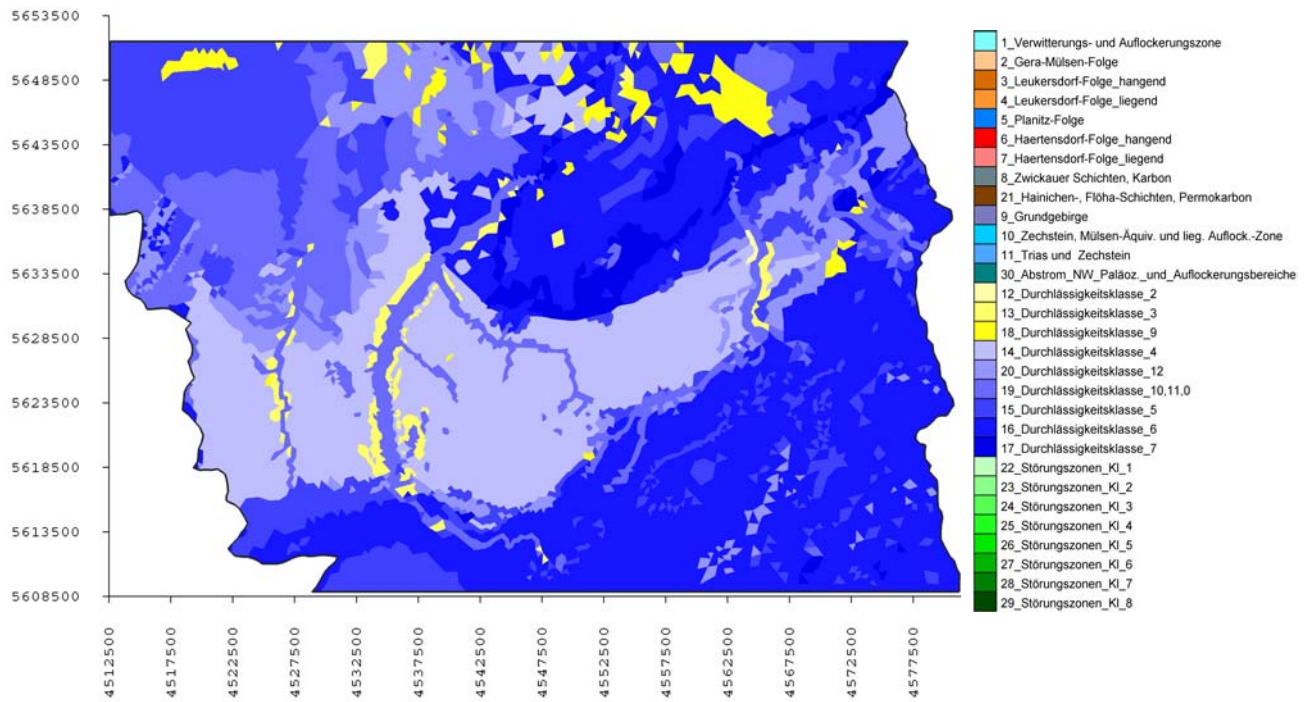 5653500
5648500
5643500
5638500
5633500
5628500
5623500
5618500
5613500
5608500
4512500
4517500
4522500
4527500
4532500
4537500
4542500
4547500
4552500
4557500
4562500
4567500
4572500
4577500
1_Verwitterungs- und Auflockerungszone
2_Gera-Mülsen-Folge
3_Leukersdorf-Folge_hangend
4_Leukersdorf-Folge_liegend
5_Planitz-Folge
6_Haertensdorf-Folge_hangend
7_Haertensdorf-Folge_liegend
8_Zwickauer Schichten, Karbon
21_Hainichen-, Flöha-Schichten, Permokarbon
9_Grundgebirge
10_Zechstein, Mülsen-Äquiv. und lieg. Auflock.-Zone
11_Trias und Zechstein
30_Abstrom_NW_Paläoz._und_Auflockerungsbereiche
12_Durchlässigkeitsklasse_2
13_Durchlässigkeitsklasse_3
18_Durchlässigkeitsklasse_9
14_Durchlässigkeitsklasse_4
20_Durchlässigkeitsklasse_12
19_Durchlässigkeitsklasse_10,11,0
15_Durchlässigkeitsklasse_5
16_Durchlässigkeitsklasse_6
17_Durchlässigkeitsklasse_7
22_Störungszonen_Kl_1
23_Störungszonen_Kl_2
24_Störungszonen_Kl_3
25_Störungszonen_Kl_4
26_Störungszonen_Kl_5
27_Störungszonen_Kl_6
28_Störungszonen_Kl_7
29_Störungszonen_Kl_8